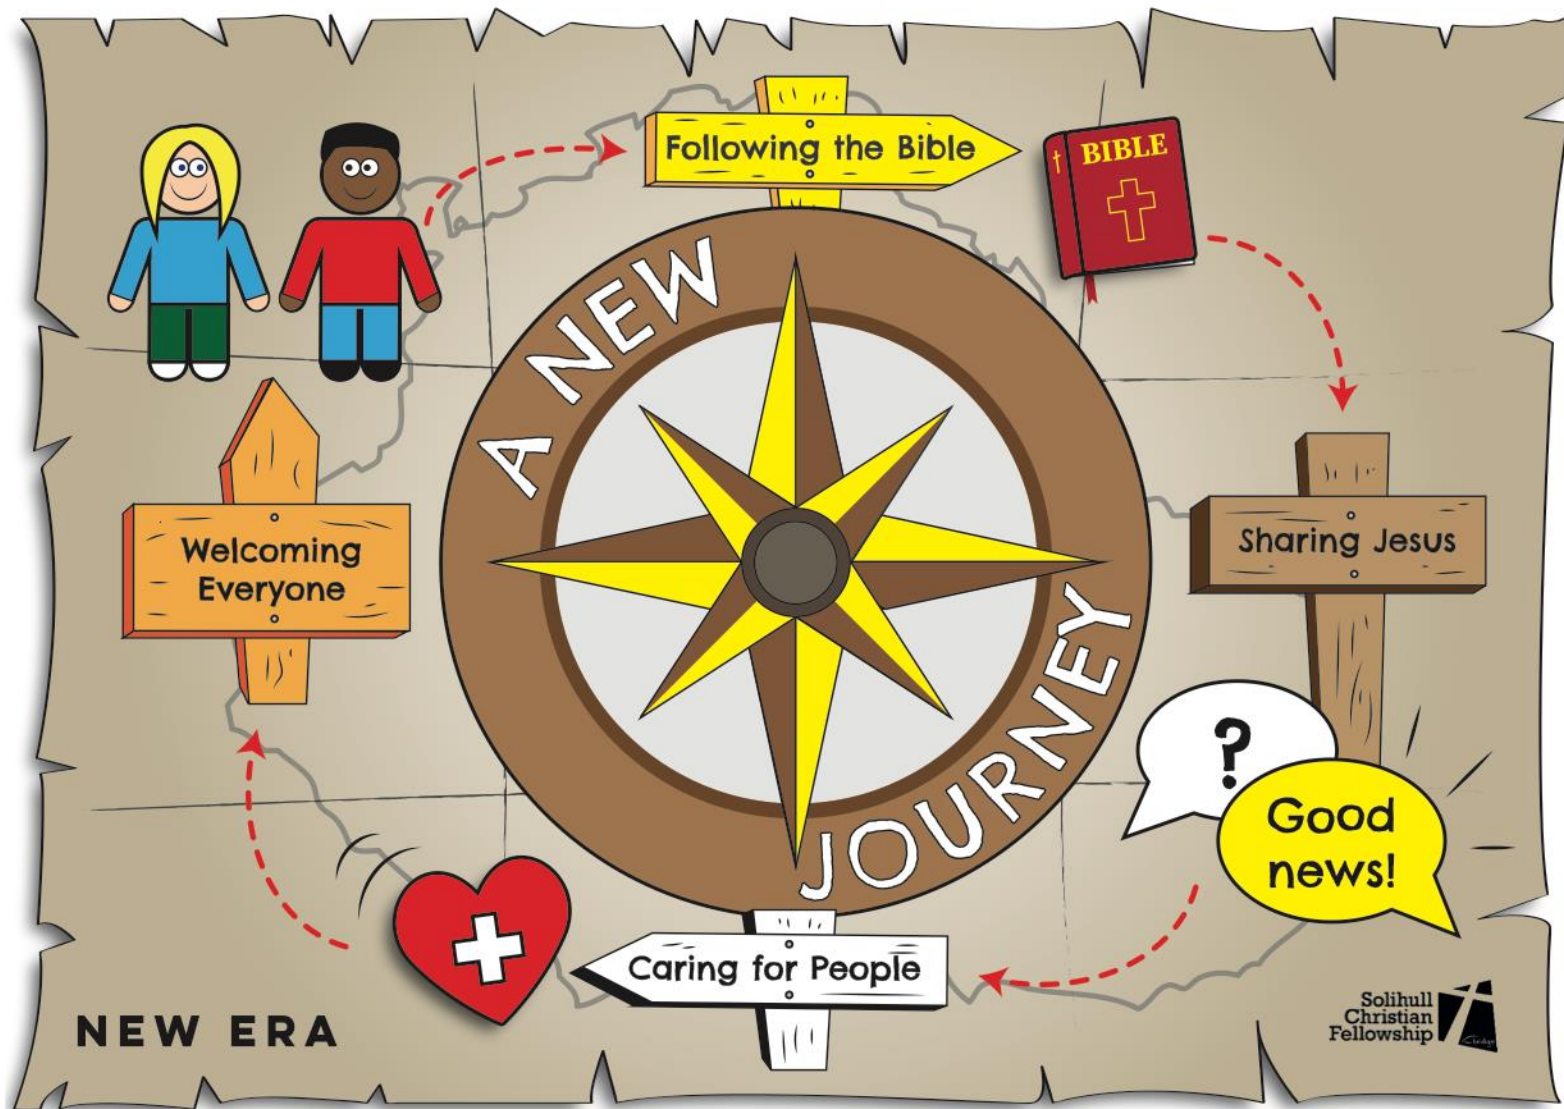 Following the Bible
BIBLE
A NEW
JOURNEY
Welcoming
Everyone
Sharing Jesus
?
Good
news!
Caring for People
NEW ERA
Solihull
Christian
Fellowship